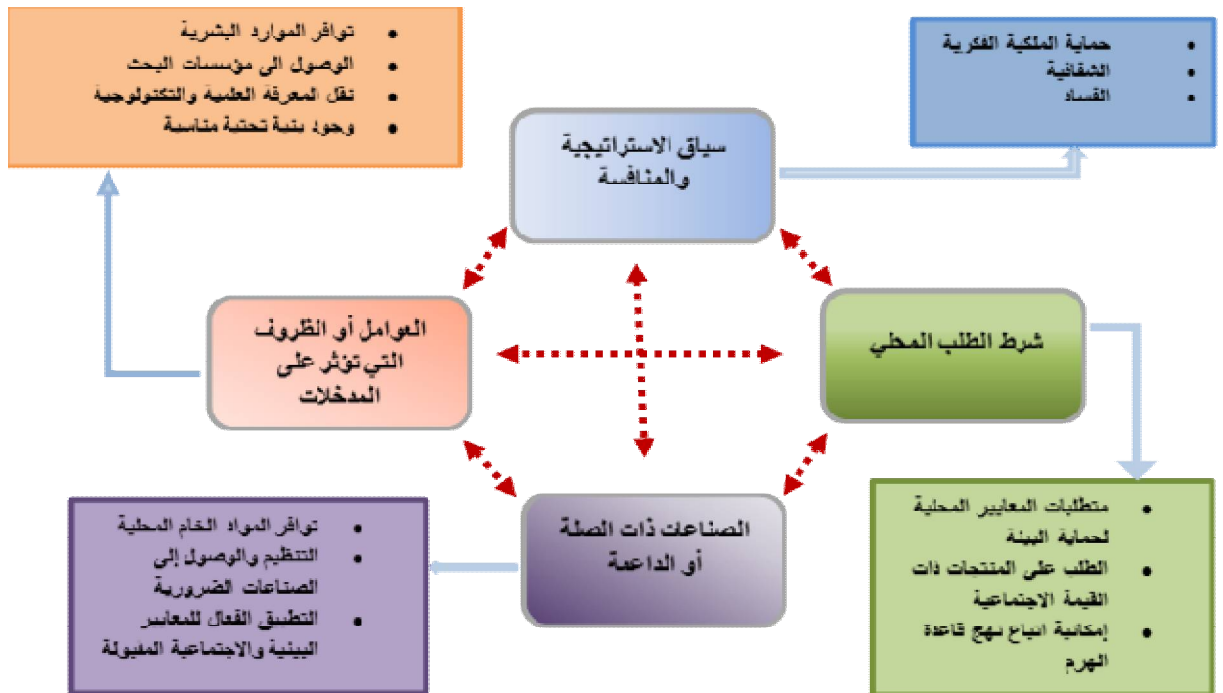 حماية الملكية الفكرية
الشفافية
الفساد
توافر الموارد البشرية
الوصول الى مؤسسات البحث
نقل المعرفة العلمية والتكنولوجية
وجود بنية تحتية مناسبة
سياق الاستراتيجية
والمنافسة
شرط الطلب المحلي
العوامل أو الظروف
التي تؤثر على
المدخلات
الصناعات ذات الصلة
أو الداعمة
متطلبات المعايير المحلية
لحماية البيئة
الطلب على المنتجات ذات
القيمة الاجتماعية
إمكانية اتباع نهج قاعدة
الهرم
توافر المواد الخام المحلية
التنظيم والوصول إلى
الصناعات الضرورية
التطبيق الفعال للمعايير
البيئية والاجتماعية المقبولة